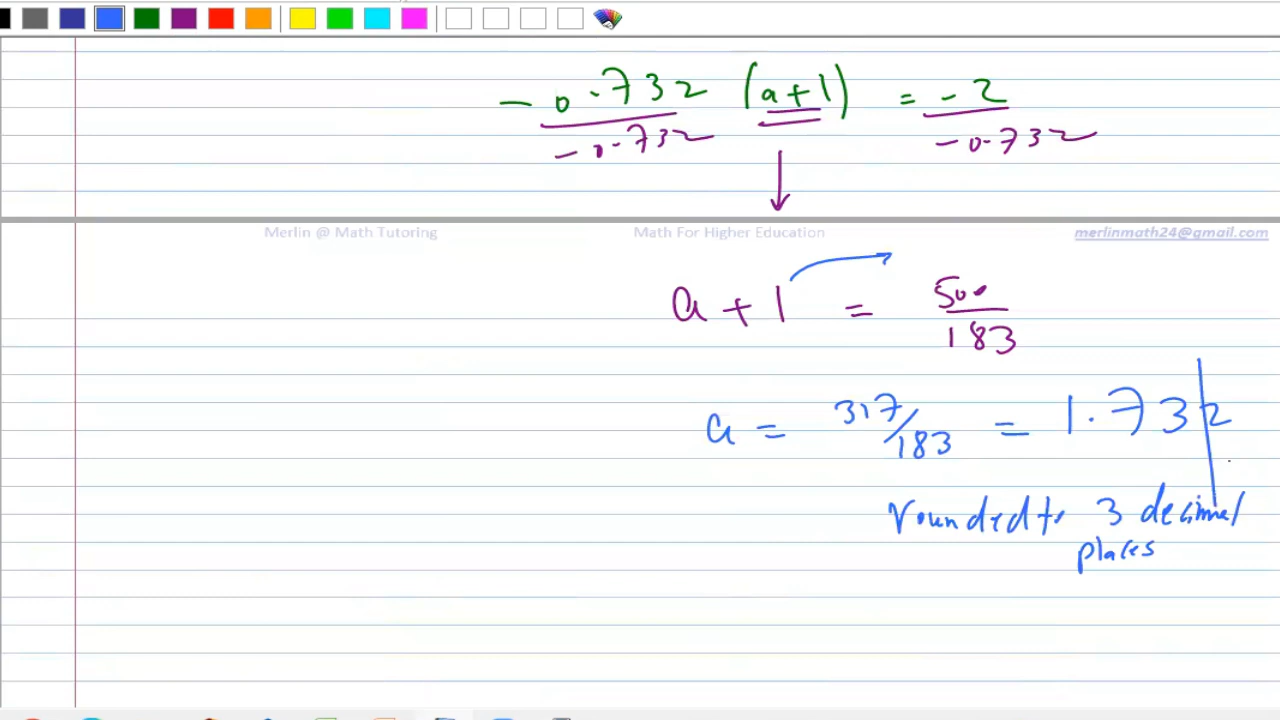 -0.732 (a+1) = -2
-0.732 -0.732
Merlin @ Math Tutoring Math For Higher Education merlinmath24@gmail.com
a + 1 = 500
183
a = 317/183 = 1.732
rounded to 3 decimal
places